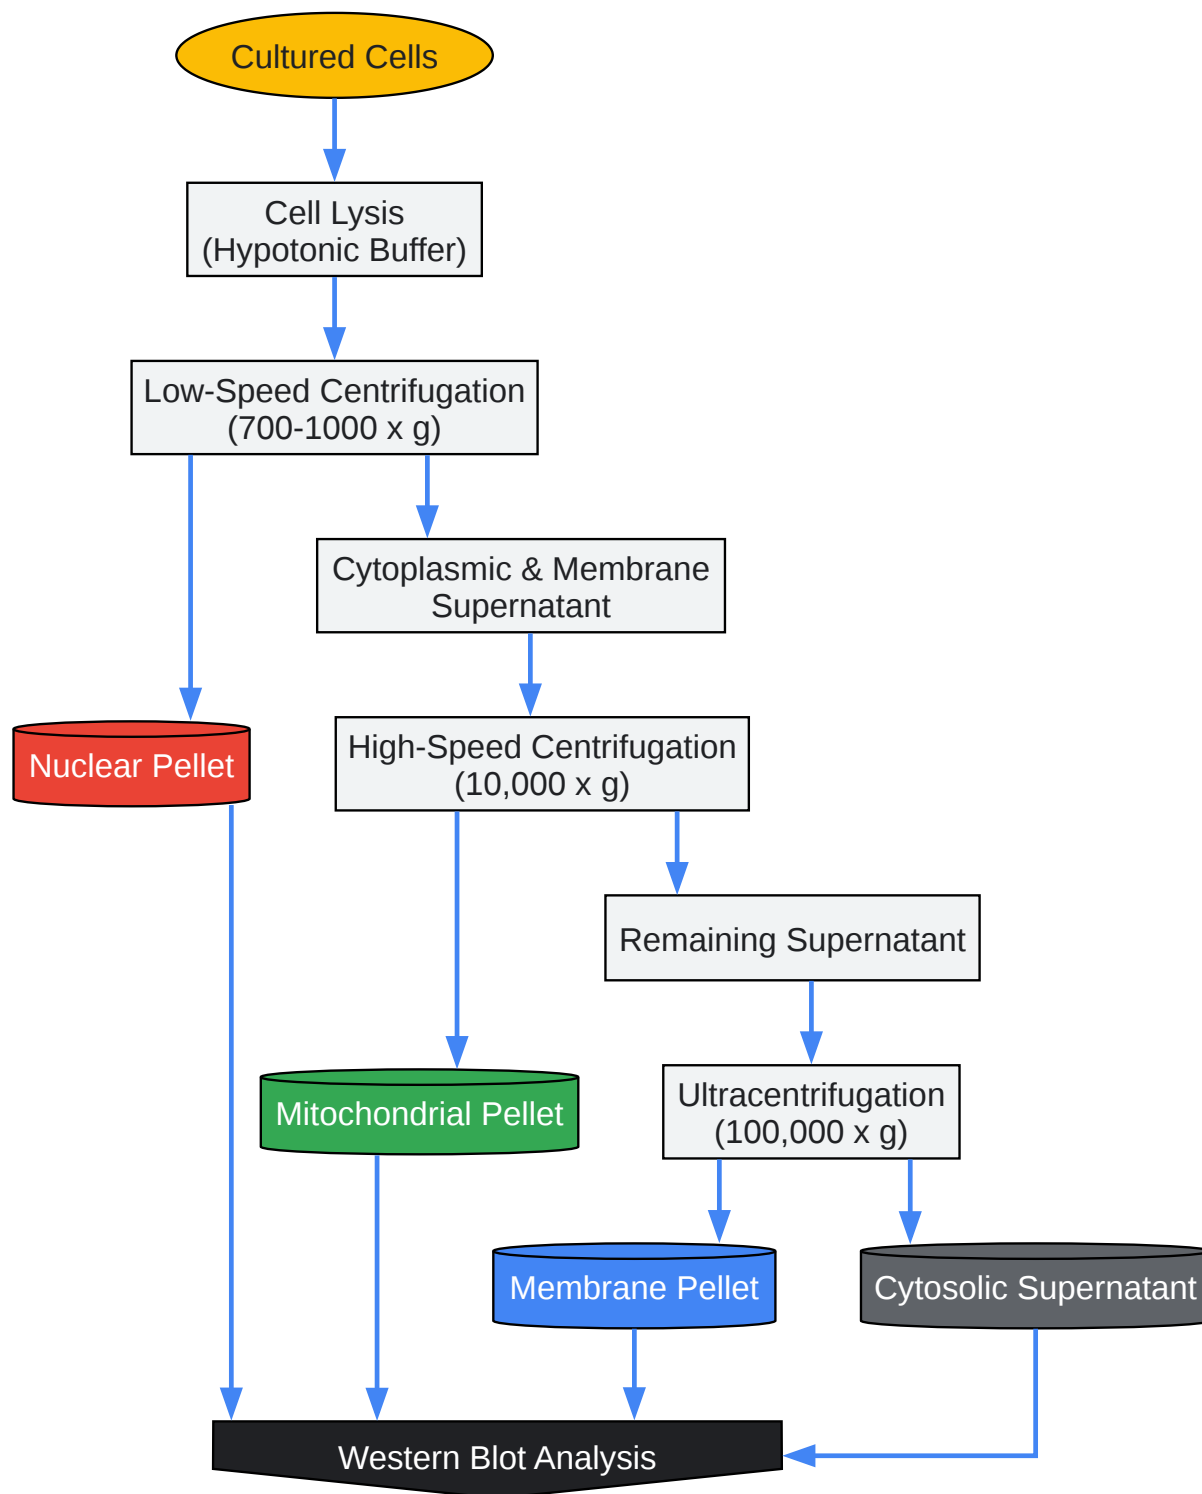 Cultured Cells
Cell Lysis
(Hypotonic Buffer)
Low-Speed Centrifugation
(700-1000 x g)
Cytoplasmic & Membrane
Supernatant
Nuclear Pellet
High-Speed Centrifugation
(10,000 x g)
Remaining Supernatant
Mitochondrial Pellet
Ultracentrifugation
(100,000 x g)
Membrane Pellet
Cytosolic Supernatant
Western Blot Analysis